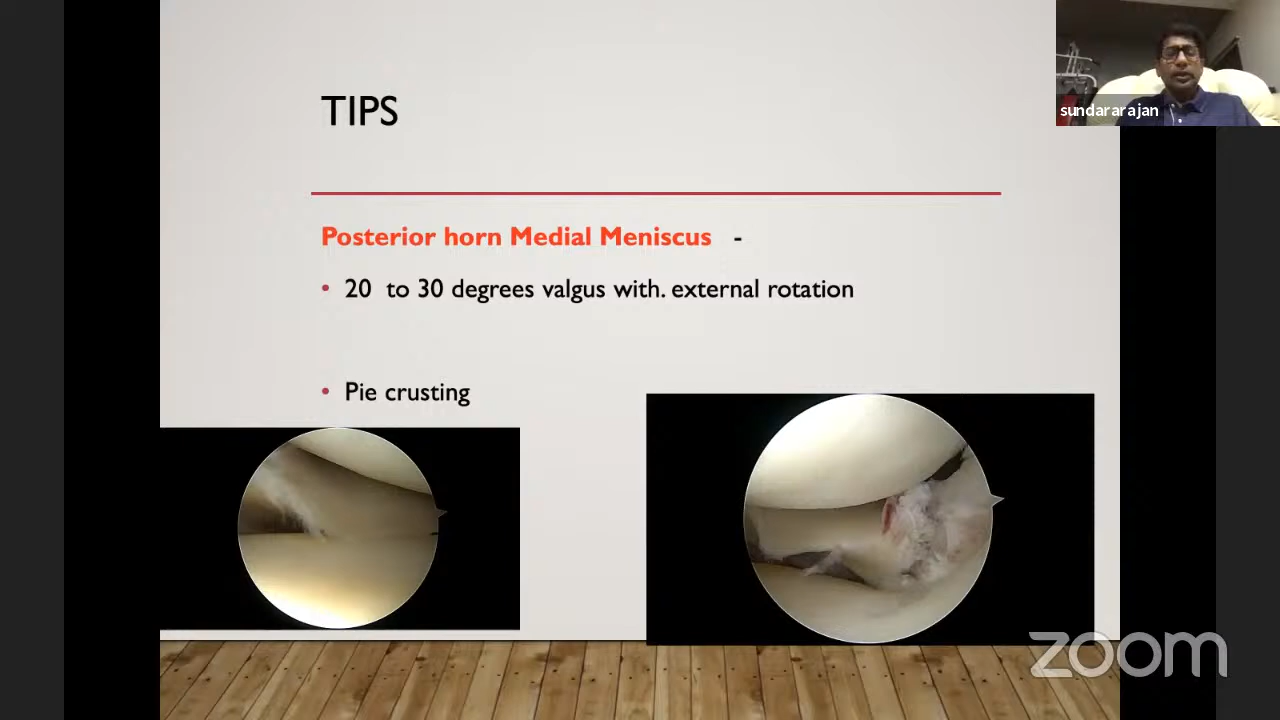 sundararajan
TIPS
Posterior horn Medial Meniscus -
• 20 to 30 degrees valgus with. external rotation
• Pie crusting
zoom